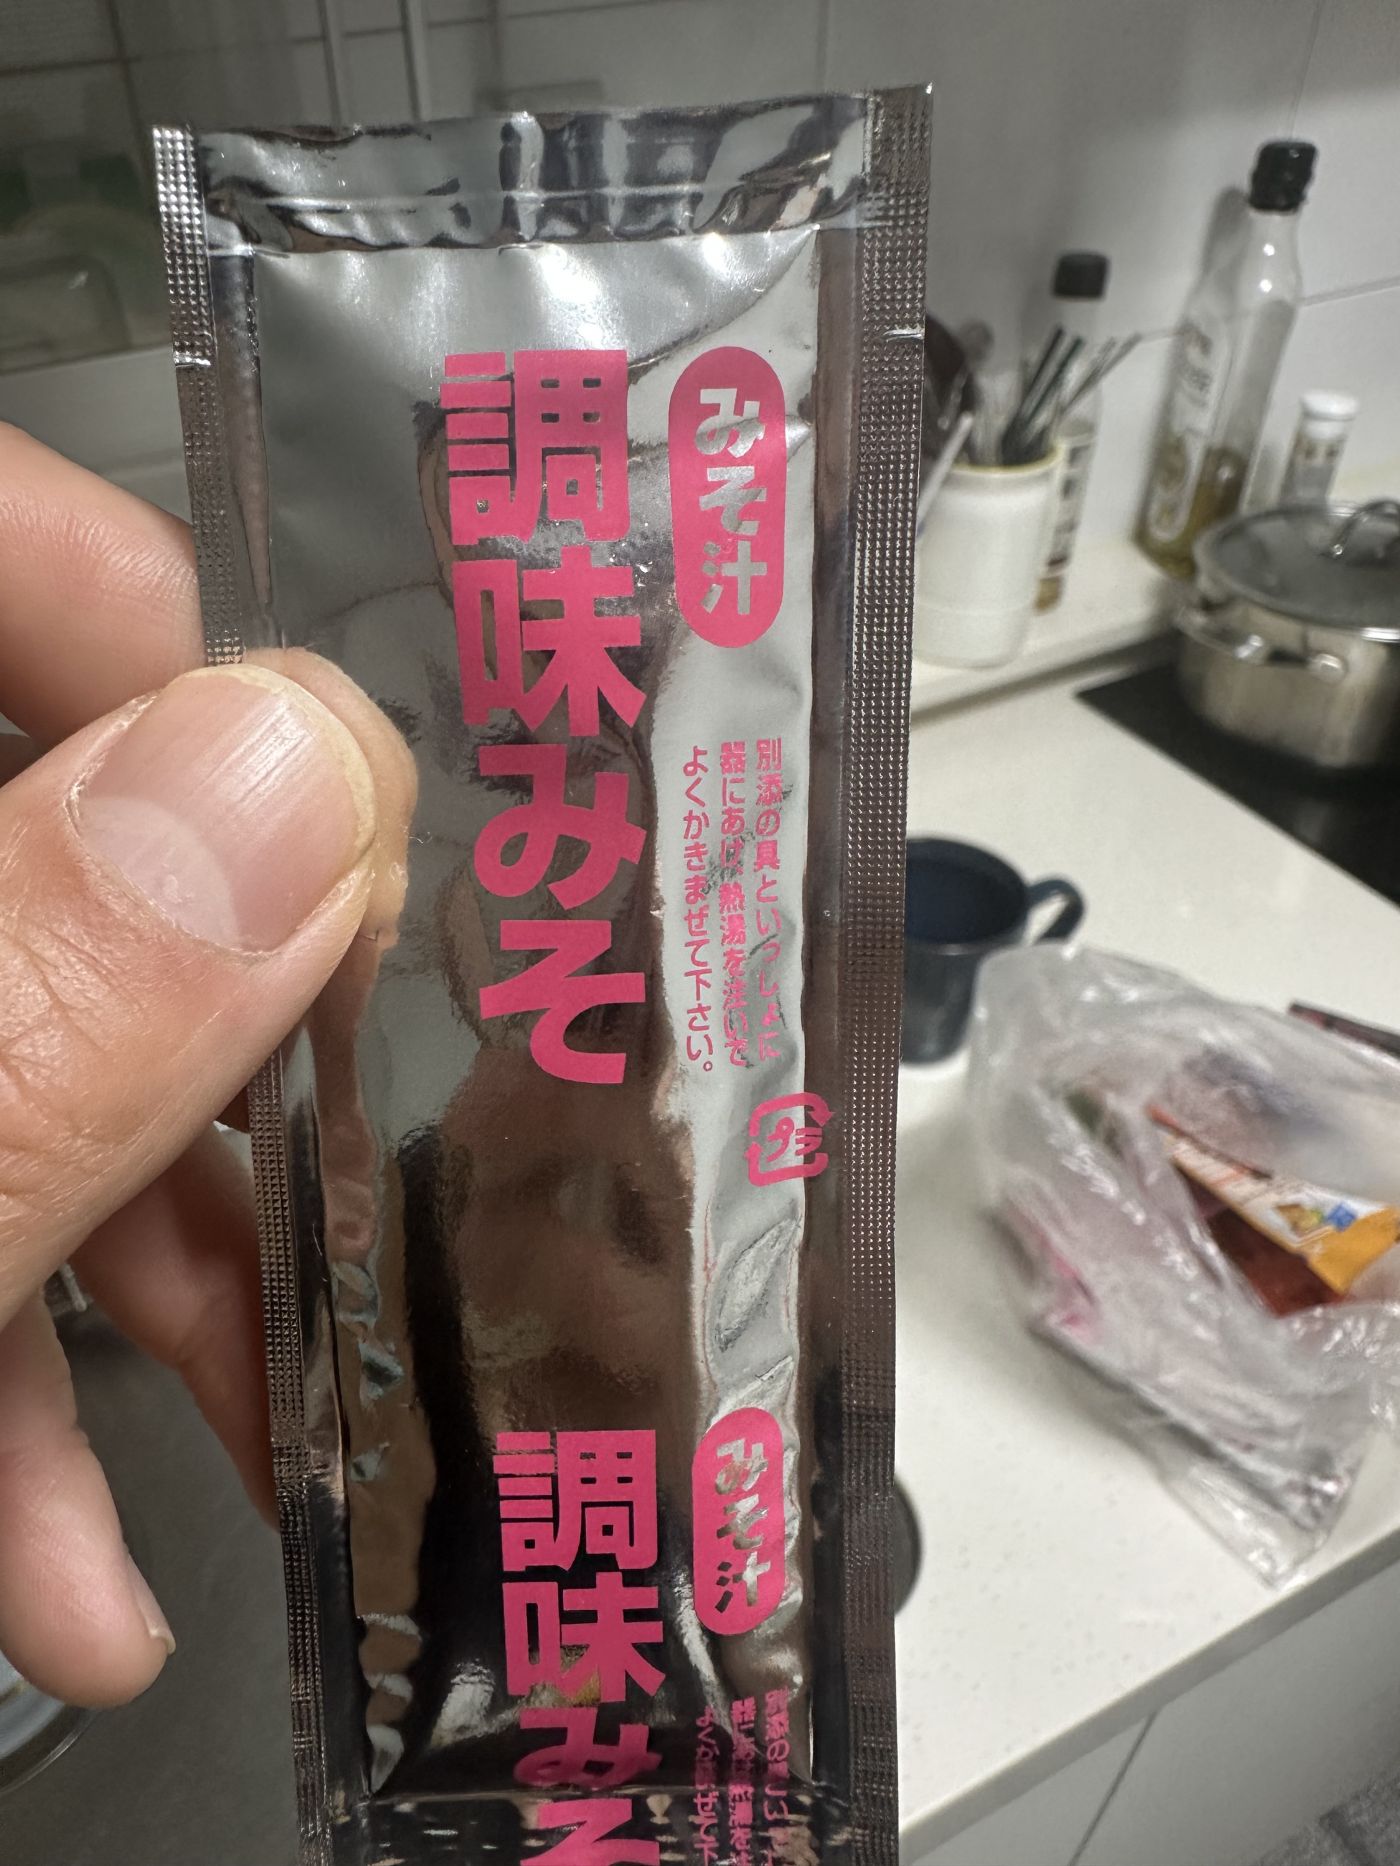 みそ汁
調味みそ
別添の具といっしょに
器にあけ、熱湯を注いで
よくかきまぜて下さい。
プラ
みそ汁
調味みそ